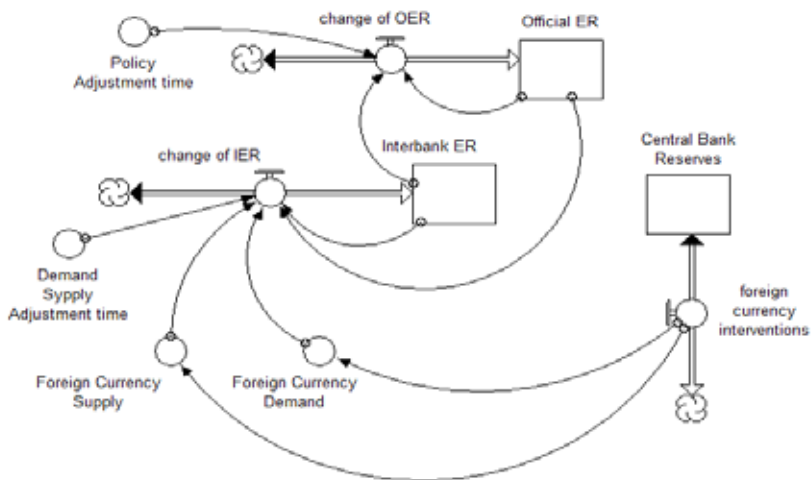 change of OER
Official ER
Policy
Adjustment time
change of IER
Interbank ER
Central Bank
Reserves
Demand
Sypply
Adjustment time
foreign
currency
interventions
Foreign Currency
Supply
Foreign Currency
Demand